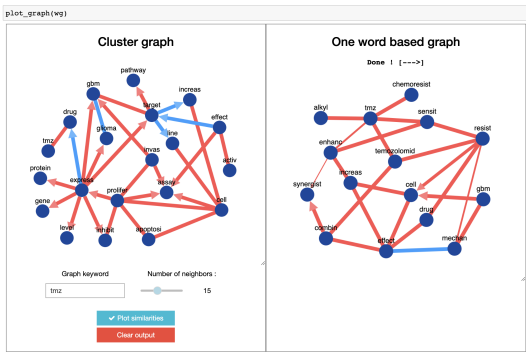 plot_graph(wg)
Cluster graph
pathway
gbm
increas
target
drug
effect
glioma
line
tmz
invas
activ
protein
express
assay
prolifer
gene
cell
level
inhibit
apoptosi
Graph keyword
Number of neighbors :
tmz
15
✔ Plot similarities
Clear output
One word based graph
Done ! [--->]
chemoresist
alkyl
tmz
sensit
resist
enhanc
temozolomid
synergist
increas
cell
gbm
drug
combin
effect
mechan